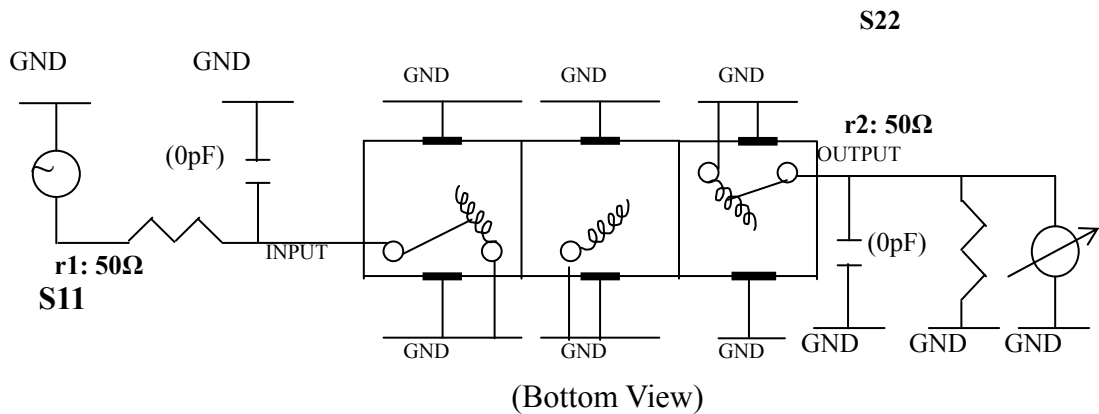 S22
GND
GND
GND
GND
GND
r2: 50Ω
(0pF)
OUTPUT
INPUT
(0pF)
r1: 50Ω
S11
GND
GND
GND
GND
GND
GND
(Bottom View)